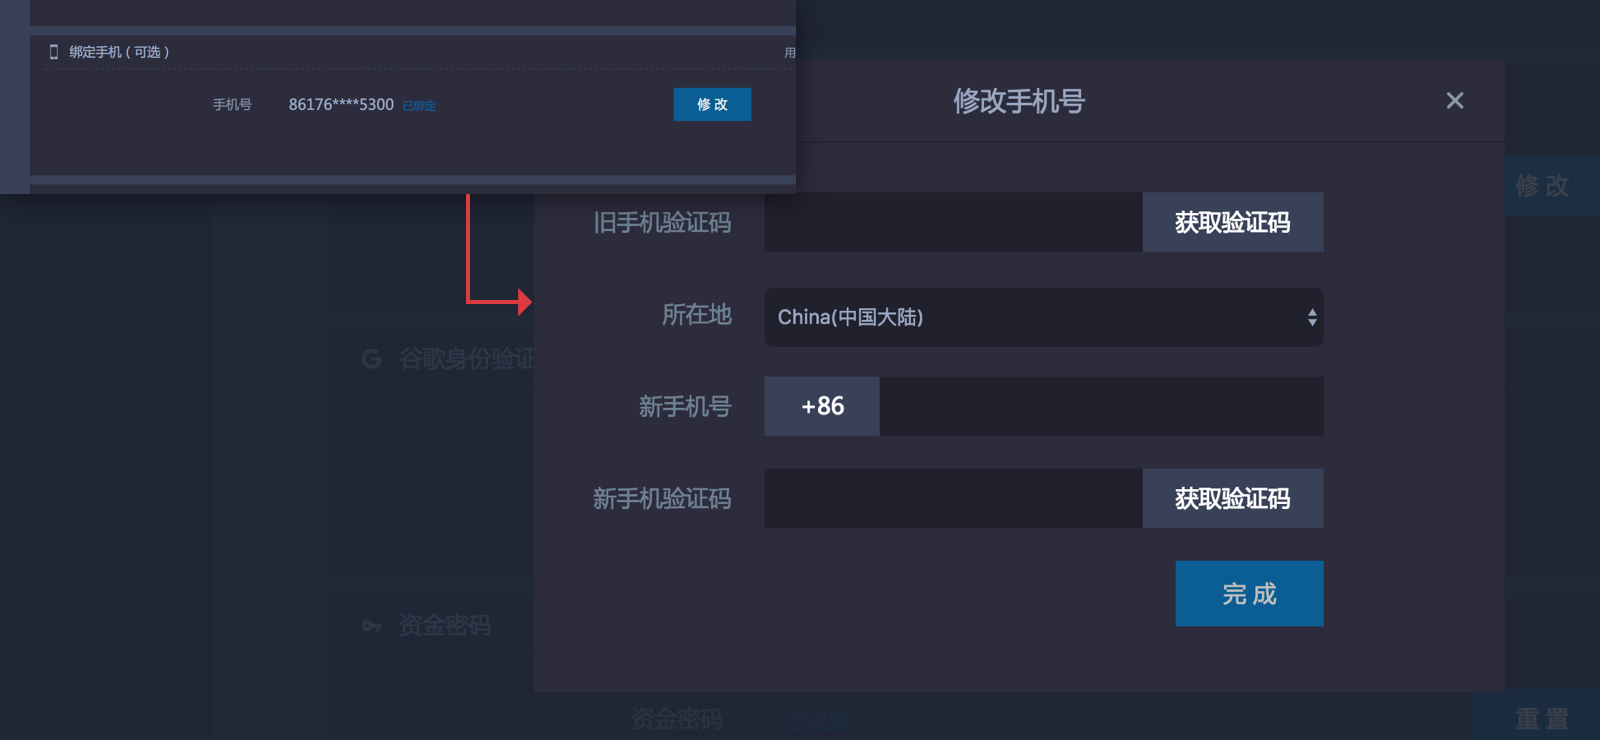 绑定手机(可选)
用
手机号 86176****5300 已绑定 修 改
修改手机号
修 改
旧手机验证码 获取验证码
所在地 China(中国大陆)
谷歌身份验证
新手机号 +86
新手机验证码 获取验证码
完 成
资金密码
资金密码 已设置
重 置